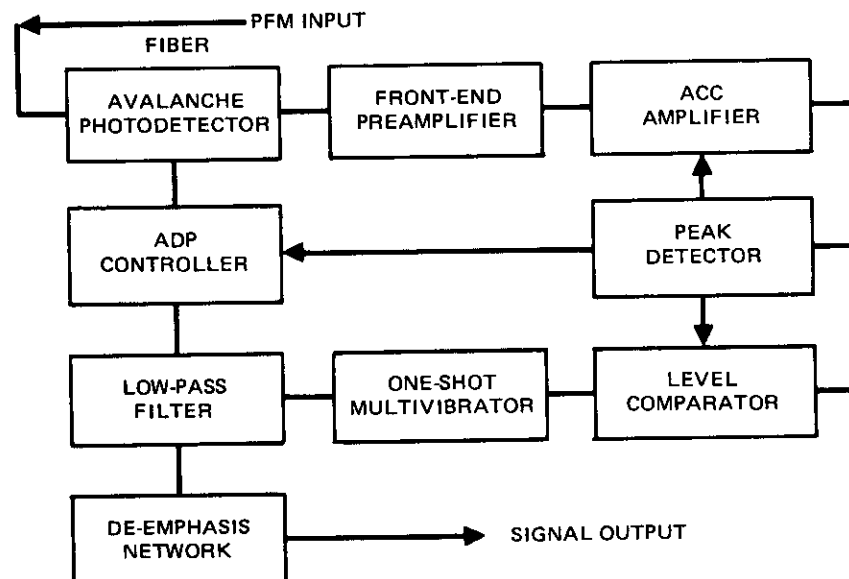 PFM INPUT
FIBER
AVALANCHE
PHOTODETECTOR
FRONT-END
PREAMPLIFIER
ACC
AMPLIFIER
ADP
CONTROLLER
PEAK
DETECTOR
LOW-PASS
FILTER
ONE-SHOT
MULTIVIBRATOR
LEVEL
COMPARATOR
DE-EMPHASIS
NETWORK
SIGNAL OUTPUT